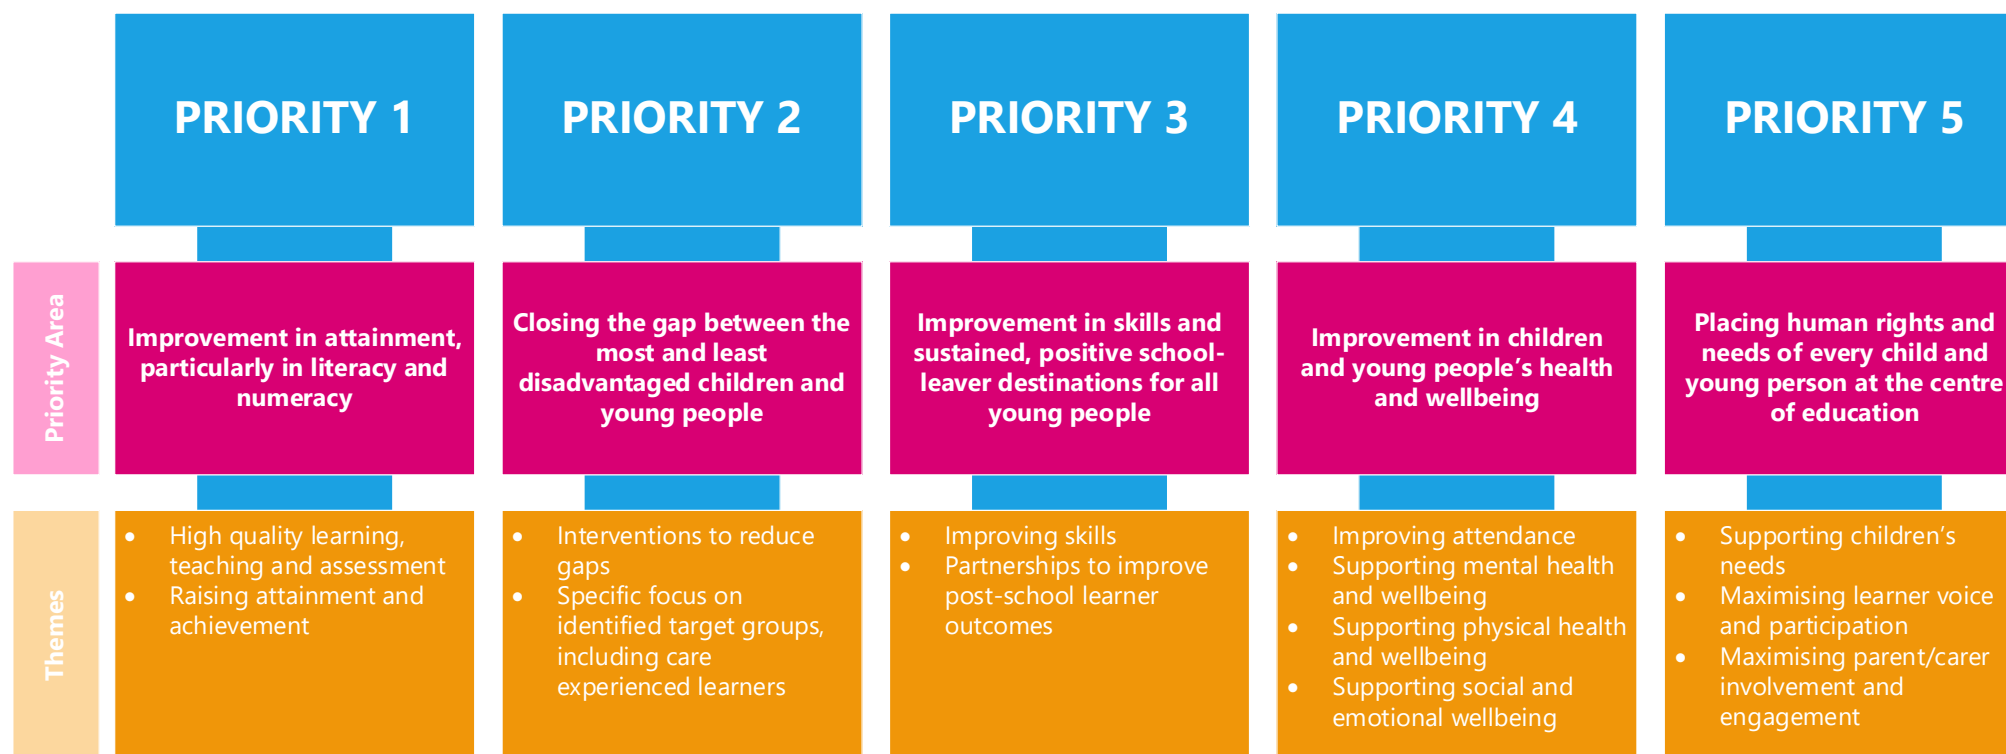 PRIORITY 1
PRIORITY 2
PRIORITY 3
PRIORITY 4
PRIORITY 5
Priority Area
Improvement in attainment,
particularly in literacy and
numeracy
Closing the gap between the
most and least
disadvantaged children and
young people
Improvement in skills and
sustained, positive school-
leaver destinations for all
young people
Improvement in children
and young people’s health
and wellbeing
Placing human rights and
needs of every child and
young person at the centre
of education
Themes
• High quality learning,
teaching and assessment
• Raising attainment and
achievement
• Interventions to reduce
gaps
• Specific focus on
identified target groups,
including care
experienced learners
• Improving skills
• Partnerships to improve
post-school learner
outcomes
• Improving attendance
• Supporting mental health
and wellbeing
• Supporting physical health
and wellbeing
• Supporting social and
emotional wellbeing
• Supporting children’s
needs
• Maximising learner voice
and participation
• Maximising parent/carer
involvement and
engagement